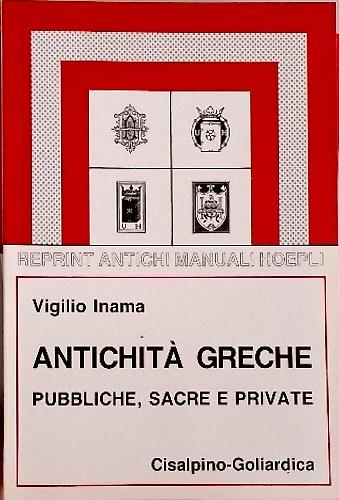 U H
REPRINT ANTICHI MANUALI HOEPLI
Vigilio Inama
ANTICHITÀ GRECHE
PUBBLICHE, SACRE E PRIVATE
Cisalpino-Goliardica